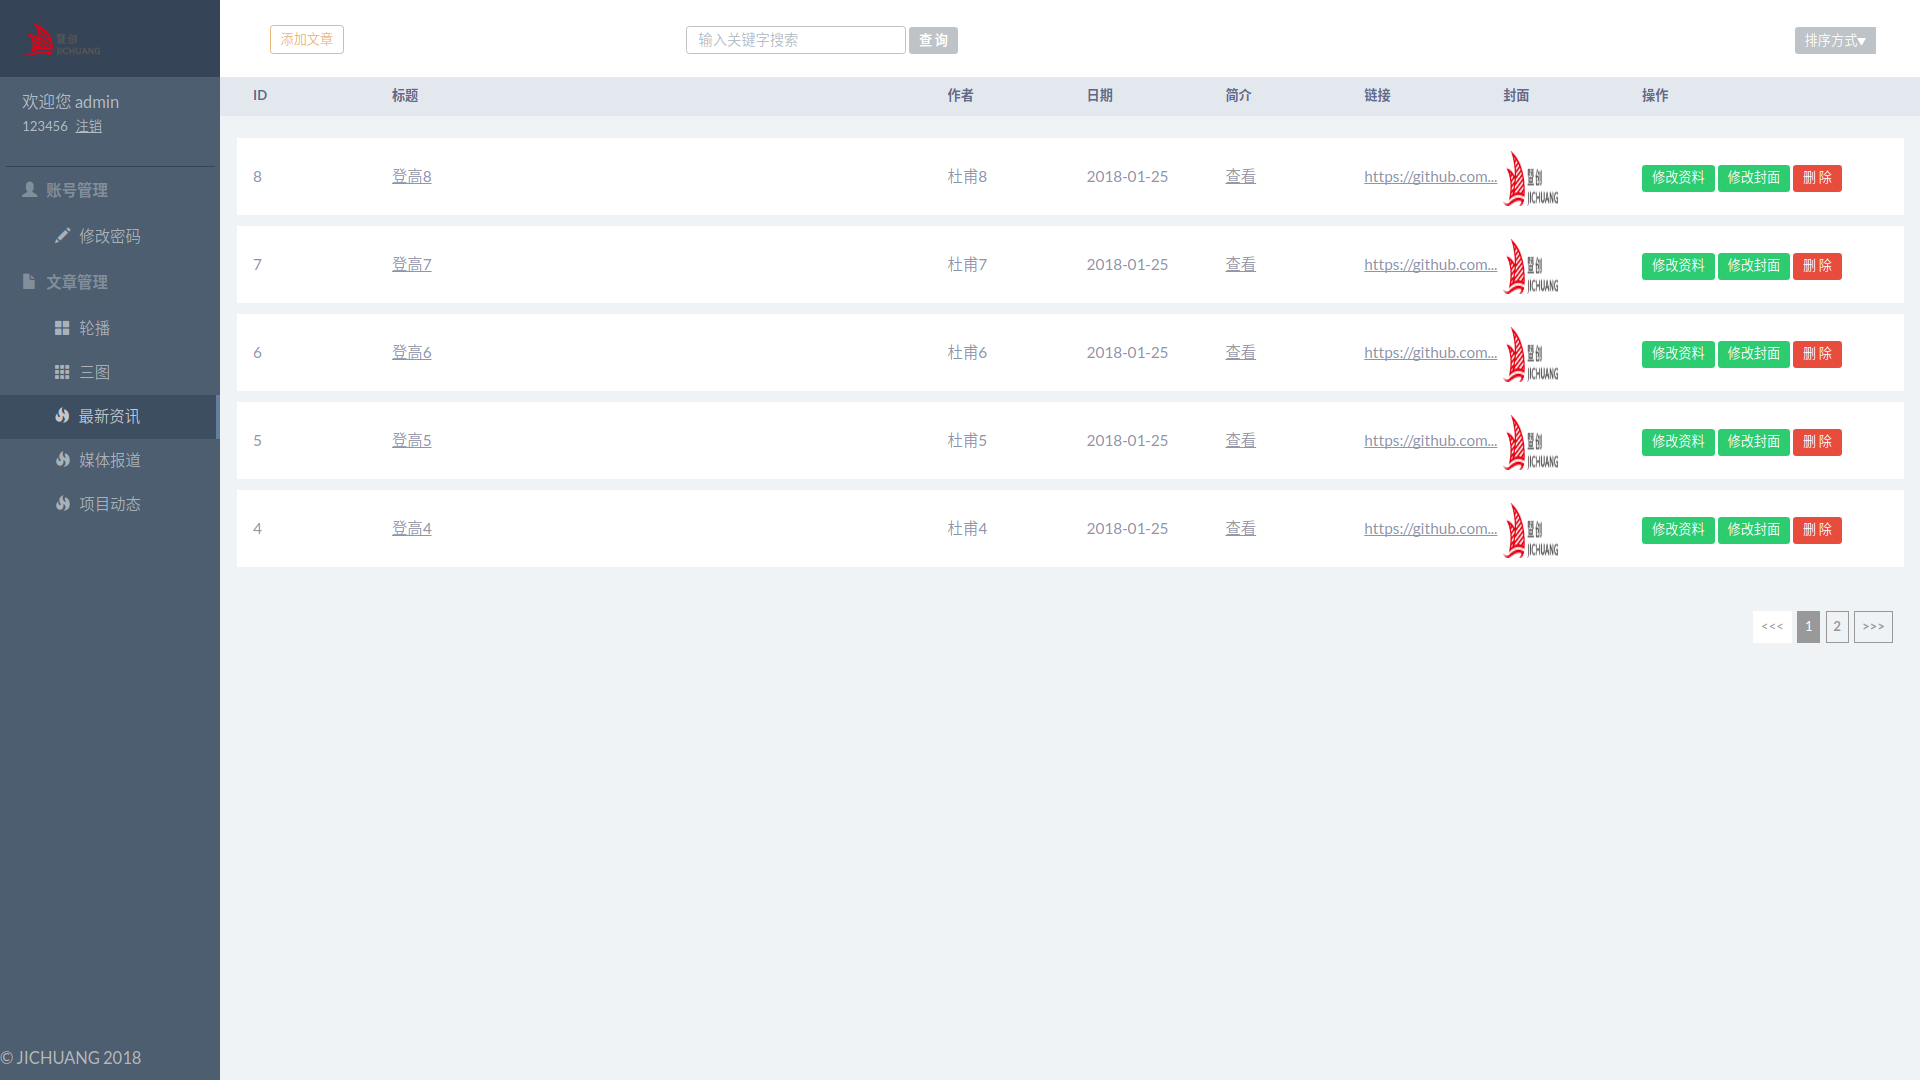 暨创
JICHUANG
欢迎您 admin
123456 注销
账号管理
修改密码
文章管理
轮播
三图
最新资讯
媒体报道
项目动态
© JICHUANG 2018
添加文章 输入关键字搜索 查 询 排序方式▾
ID 标题 作者 日期 简介 链接 封面 操作
8 登高8 杜甫8 2018-01-25 查看 https://github.com... 暨创 JICHUANG 修改资料 修改封面 删 除
7 登高7 杜甫7 2018-01-25 查看 https://github.com... 暨创 JICHUANG 修改资料 修改封面 删 除
6 登高6 杜甫6 2018-01-25 查看 https://github.com... 暨创 JICHUANG 修改资料 修改封面 删 除
5 登高5 杜甫5 2018-01-25 查看 https://github.com... 暨创 JICHUANG 修改资料 修改封面 删 除
4 登高4 杜甫4 2018-01-25 查看 https://github.com... 暨创 JICHUANG 修改资料 修改封面 删 除
<<< 1 2 >>>